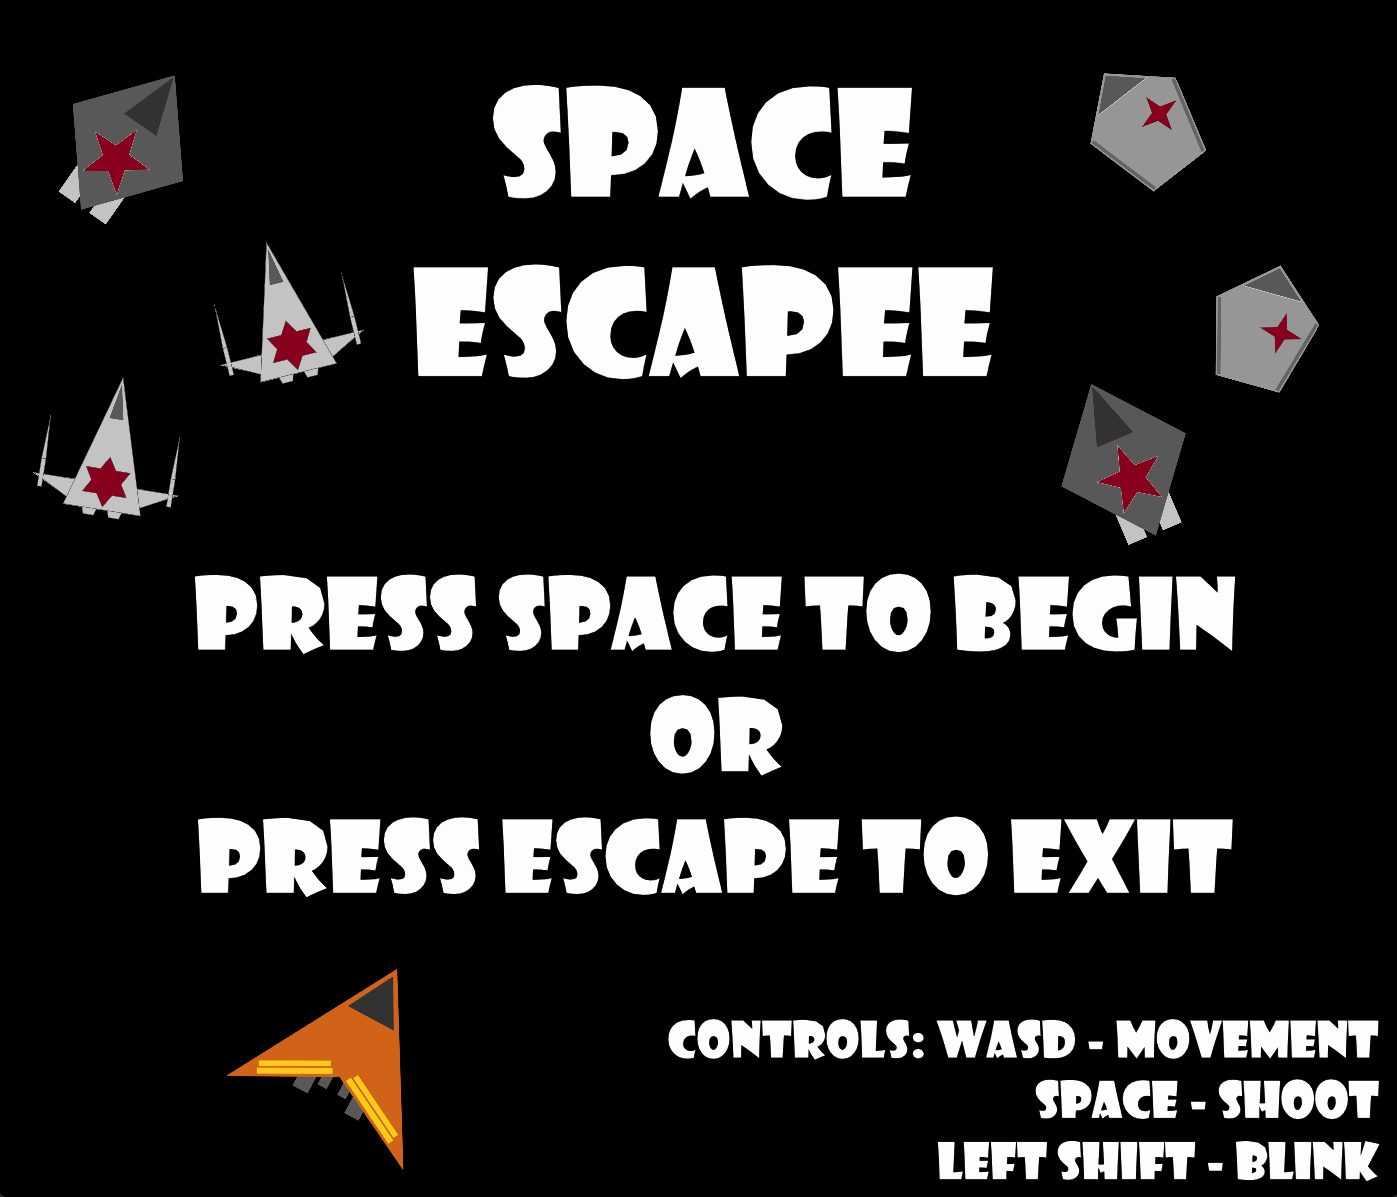 SPACE
ESCAPEE
PRESS SPACE TO BEGIN
OR
PRESS ESCAPE TO EXIT
CONTROLS: WASD - MOVEMENT
SPACE - SHOOT
LEFT SHIFT - BLINK